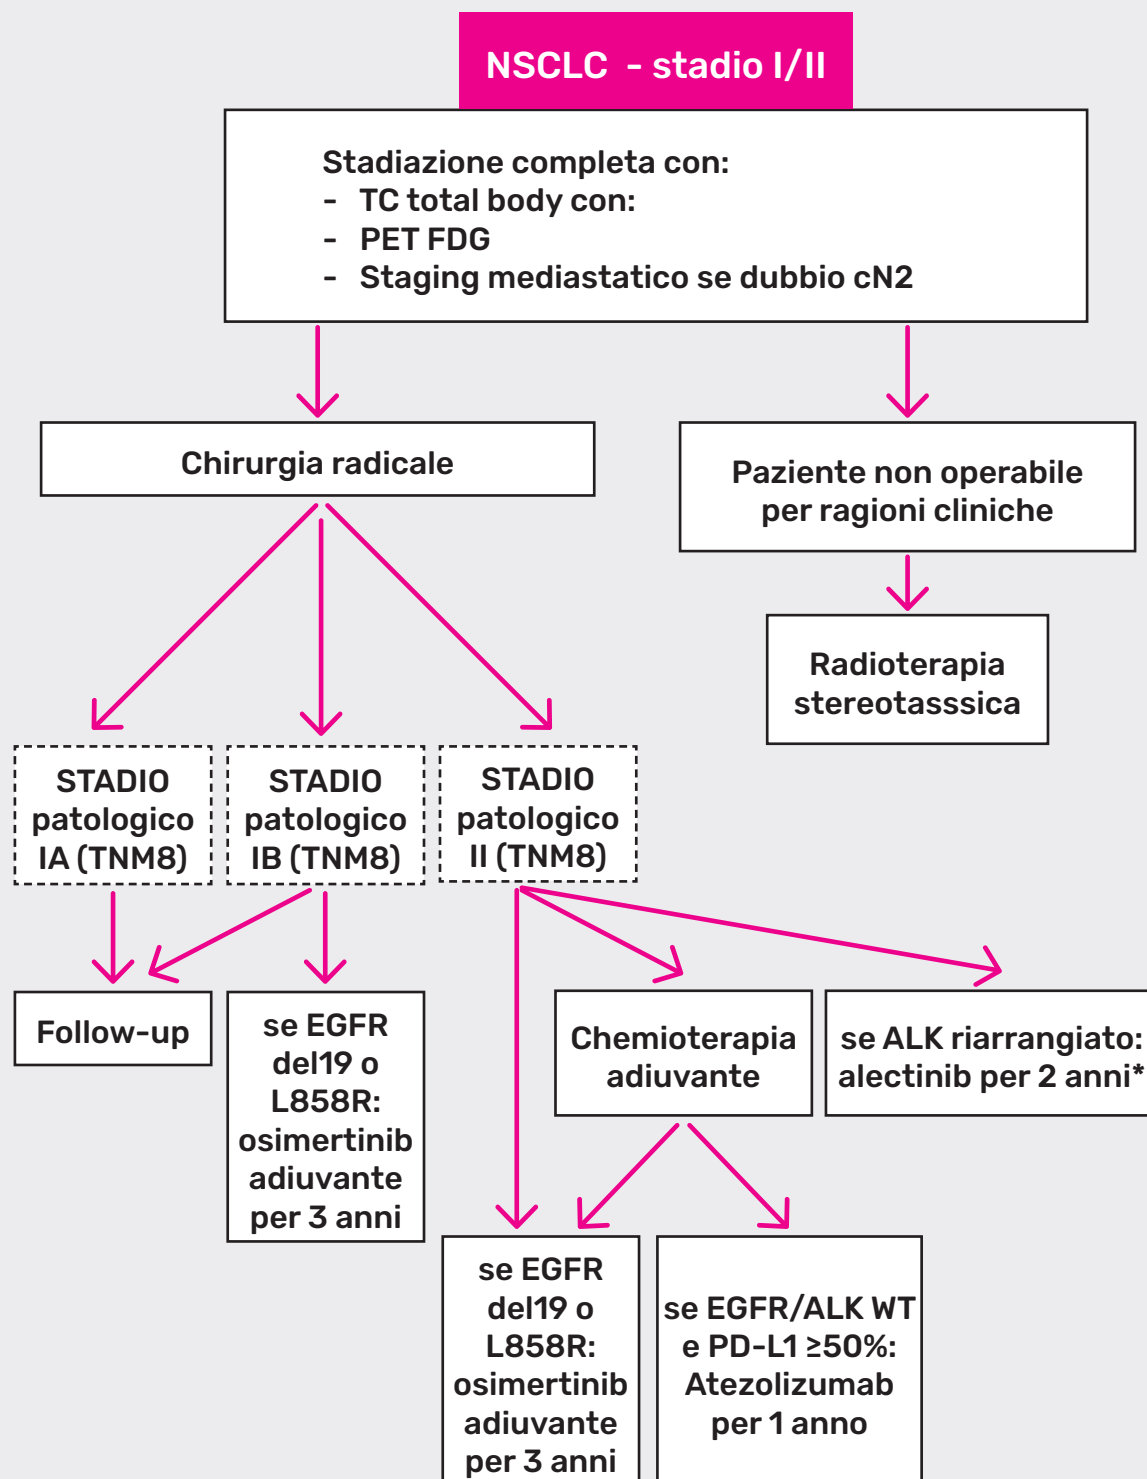 NSCLC - stadio I/II
Stadiazione completa con:
- TC total body con:
- PET FDG
- Staging mediastatico se dubbio cN2
Chirurgia radicale
Paziente non operabile
per ragioni cliniche
Radioterapia
stereotasssica
STADIO
patologico
IA (TNM8)
STADIO
patologico
IB (TNM8)
STADIO
patologico
II (TNM8)
Follow-up
se EGFR
del19 o
L858R:
osimertinib
adiuvante
per 3 anni
Chemioterapia
adiuvante
se ALK riarrangiato:
alectinib per 2 anni*
se EGFR
del19 o
L858R:
osimertinib
adiuvante
per 3 anni
se EGFR/ALK WT
e PD-L1 ≥50%:
Atezolizumab
per 1 anno